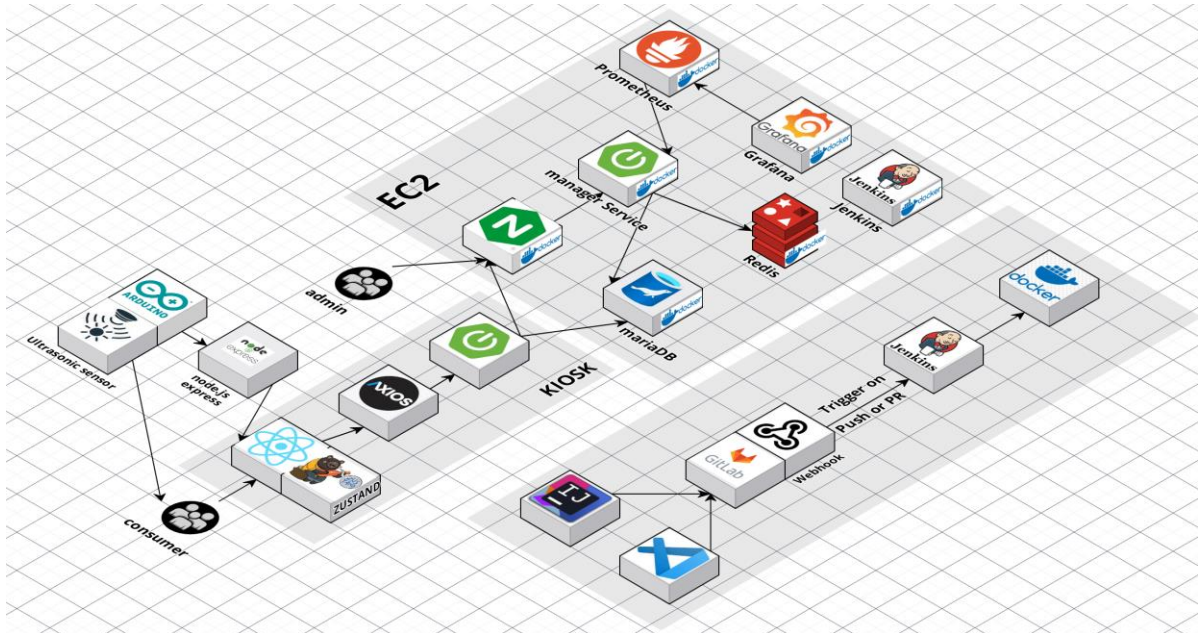 Prometheus
docker
Grafana
docker
Grafana
manager Service
docker
Jenkins
docker
Jenkins
EC2
N
docker
Redis
docker
admin
docker
mariaDB
docker
ARDUINO
Ultrasonic sensor
node
express
node.js
express
AXIOS
KIOSK
Jenkins
Trigger on
Push or PR
GitLab
Webhook
ZUSTAND
IJ
consumer